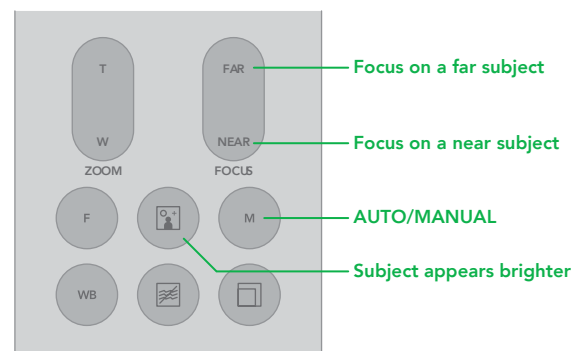 T
FAR
Focus on a far subject
W
NEAR
Focus on a near subject
ZOOM
FOCUS
F
M
AUTO/MANUAL
Subject appears brighter
WB